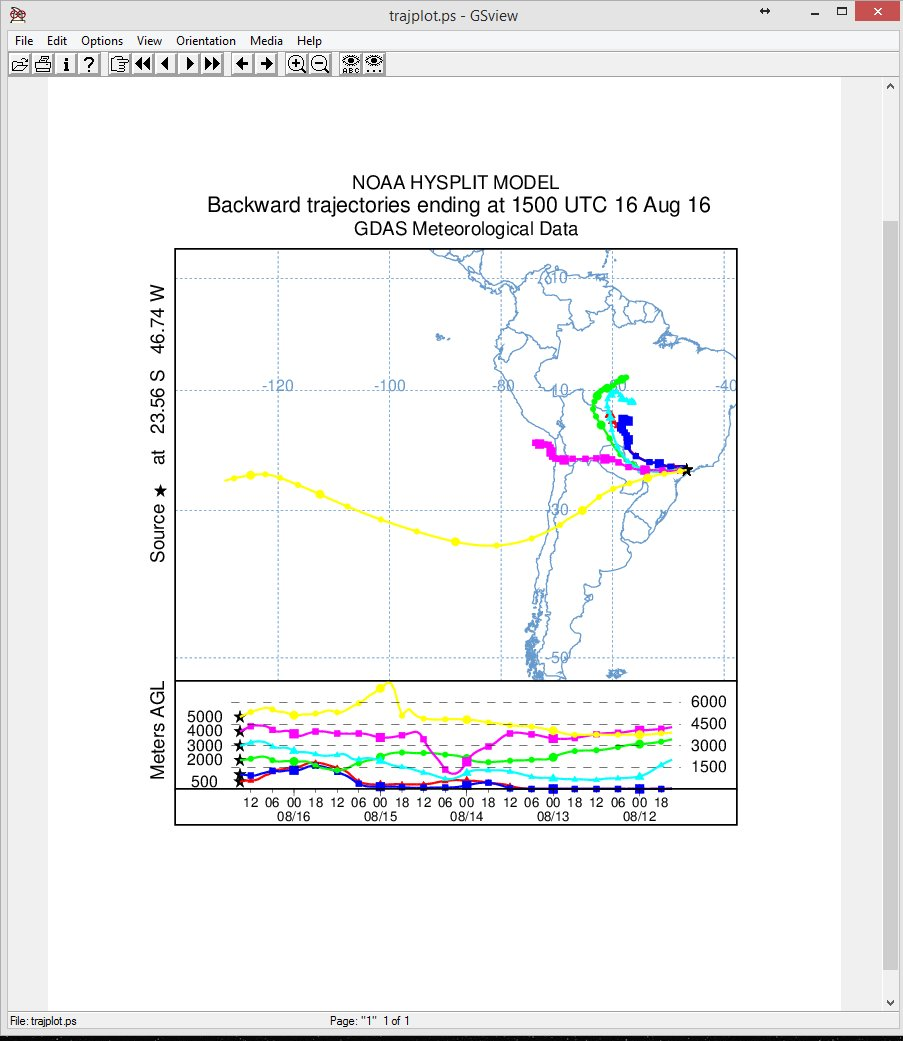 trajplot.ps - GSview
File Edit Options View Orientation Media Help
ABC
NOAA HYSPLIT MODEL
Backward trajectories ending at 1500 UTC 16 Aug 16
GDAS Meteorological Data
Source ★ at 23.56 S 46.74 W
10
-120 -100 -80 -10 -40
-30
-50
Meters AGL
6000
5000 4500
4000
3000 3000
2000
1500
500
12 06 00 18 12 06 00 18 12 06 00 18 12 06 00 18 12 06 00 18
08/16 08/15 08/14 08/13 08/12
File: trajplot.ps Page: "1" 1 of 1